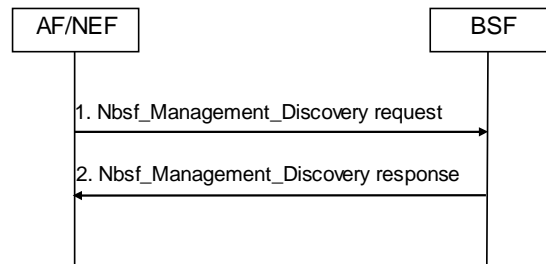 AF/NEF
BSF
1. Nbsf_Management_Discovery request
2. Nbsf_Management_Discovery response